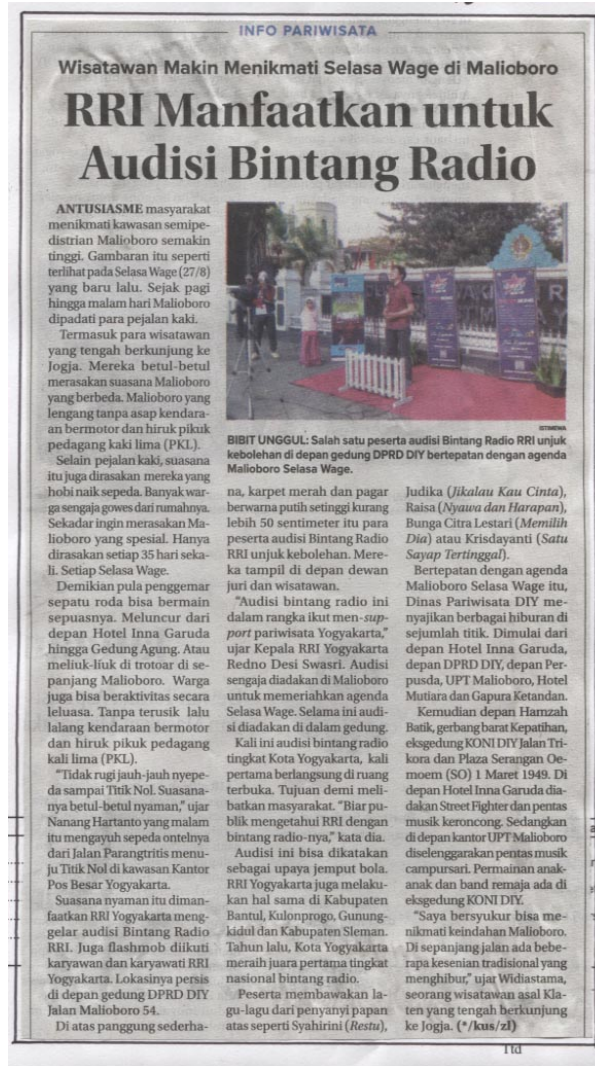 INFO PARIWISATA
Wisatawan Makin Menikmati Selasa Wage di Malioboro
RRI Manfaatkan untuk
Audisi Bintang Radio
ANTUSIASME masyarakat
menikmati kawasan semipe-
destrian Malioboro semakin
tinggi. Gambaran itu seperti
terlihat pada Selasa Wage (27/8)
yang baru lalu. Sejak pagi
hingga malam hari Malioboro
dipadati para pejalan kaki.
Termasuk para wisatawan
yang tengah berkunjung ke
Jogja. Mereka betul-betul
merasakan suasana Malioboro
yang berbeda. Malioboro yang
lengang tanpa asap kendara-
an bermotor dan hiruk pikuk
pedagang kaki lima (PKL).
Selain pejalan kaki, suasana
itu juga dirasakan mereka yang
hobi naik sepeda. Banyak war-
ga sengaja gowes dari rumahnya.
Sekadar ingin merasakan Ma-
lioboro yang spesial. Hanya
dirasakan setiap 35 hari seka-
li. Setiap Selasa Wage.
Demikian pula penggemar
sepatu roda bisa bermain
sepuasnya. Meluncur dari
depan Hotel Inna Garuda
hingga Gedung Agung. Atau
meliuk-liuk di trotoar di se-
panjang Malioboro. Warga
juga bisa beraktivitas secara
leluasa. Tanpa terusik lalu
lalang kendaraan bermotor
dan hiruk pikuk pedagang
kali lima (PKL).
"Tidak rugi jauh-jauh nyepe-
da sampai Titik Nol. Suasana-
nya betul-betul nyaman," ujar
Nanang Hartanto yang malam
itu mengayuh sepeda ontelnya
dari Jalan Parangtritis menu-
ju Titik Nol di kawasan Kantor
Pos Besar Yogyakarta.
Suasana nyaman itu diman-
faatkan RRI Yogyakarta meng-
gelar audisi Bintang Radio
RRI. Juga flashmob diikuti
karyawan dan karyawati RRI
Yogyakarta. Lokasinya persis
di depan gedung DPRD DIY
Jalan Malioboro 54.
Di atas panggung sederha-
ISTIMEWA
BIBIT UNGGUL: Salah satu peserta audisi Bintang Radio RRI unjuk
kebolehan di depan gedung DPRD DIY bertepatan dengan agenda
Malioboro Selasa Wage.
na, karpet merah dan pagar
berwarna putih setinggi kurang
lebih 50 sentimeter itu para
peserta audisi Bintang Radio
RRI unjuk kebolehan. Mere-
ka tampil di depan dewan
juri dan wisatawan.
"Audisi bintang radio ini
dalam rangka ikut men-sup-
port pariwisata Yogyakarta,"
ujar Kepala RRI Yogyakarta
Redno Desi Swasri. Audisi
sengaja diadakan di Malioboro
untuk memeriahkan agenda
Selasa Wage. Selama ini audi-
si diadakan di dalam gedung.
Kali ini audisi bintang radio
tingkat Kota Yogyakarta, kali
pertama berlangsung di ruang
terbuka. Tujuan demi meli-
batkan masyarakat. "Biar pu-
blik mengetahui RRI dengan
bintang radio-nya," kata dia.
Audisi ini bisa dikatakan
sebagai upaya jemput bola.
RRI Yogyakarta juga melaku-
kan hal sama di Kabupaten
Bantul, Kulonprogo, Gunung-
kidul dan Kabupaten Sleman.
Tahun lalu, Kota Yogyakarta
meraih juara pertama tingkat
nasional bintang radio.
Peserta membawakan la-
gu-lagu dari penyanyi papan
atas seperti Syahirini (Restu),
Judika (Jikalau Kau Cinta),
Raisa (Nyawa dan Harapan),
Bunga Citra Lestari (Memilih
Dia) atau Krisdayanti (Satu
Sayap Tertinggal).
Bertepatan dengan agenda
Malioboro Selasa Wage itu,
Dinas Pariwisata DIY me-
nyajikan berbagai hiburan di
sejumlah titik. Dimulai dari
depan Hotel Inna Garuda,
depan DPRD DIY, depan Per-
pusda, UPT Malioboro, Hotel
Mutiara dan Gapura Ketandan.
Kemudian depan Hamzah
Batik, gerbang barat Kepatihan,
eksgedung KONI DIY Jalan Tri-
kora dan Plaza Serangan Oe-
moem (SO) 1 Maret 1949. Di
depan Hotel Inna Garuda dia-
dakan Street Fighter dan pentas
musik keroncong. Sedangkan
di depan kantor UPT Malioboro
diselenggarakan pentas musik
campursari. Permainan anak-
anak dan band remaja ada di
eksgedung KONI DIY.
"Saya bersyukur bisa me-
nikmati keindahan Malioboro.
Di sepanjang jalan ada bebe-
rapa kesenian tradisional yang
menghibur," ujar Widiastama,
seorang wisatawan asal Kla-
ten yang tengah berkunjung
ke Jogja. (*/kus/zl)
Ttd